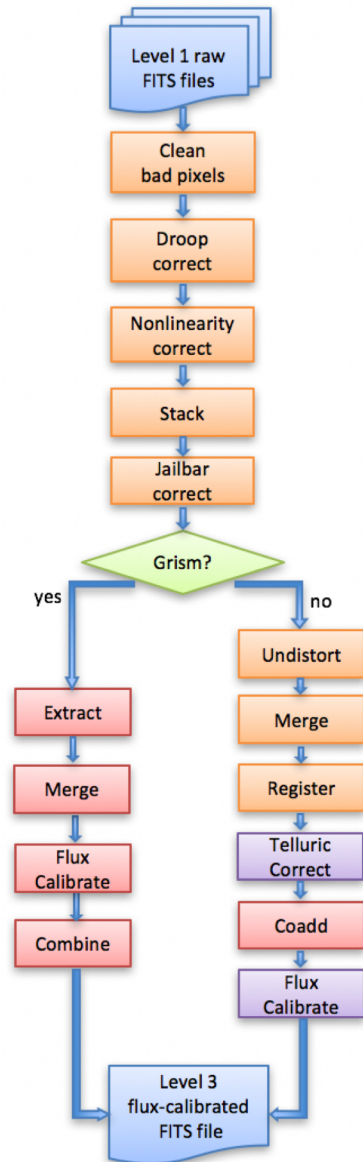 Level 1 raw
FITS files
Clean
bad pixels
Droop
correct
Nonlinearity
correct
Stack
Jailbar
correct
Grism?
yes
no
Extract
Merge
Flux
Calibrate
Combine
Undistort
Merge
Register
Telluric
Correct
Coadd
Flux
Calibrate
Level 3
flux-calibrated
FITS file